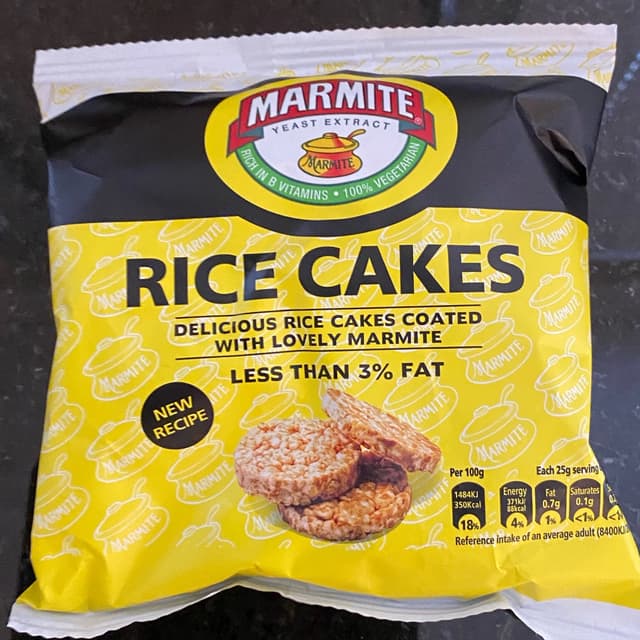 MARMITE
YEAST EXTRACT
MARMITE
RICH IN B VITAMINS • 100% VEGETARIAN
RICE CAKES
DELICIOUS RICE CAKES COATED
WITH LOVELY MARMITE
LESS THAN 3% FAT
NEW
RECIPE
Per 100g
Each 25g serving
1484KJ
350Kcal
18%
Energy
371kJ
88kcal
4%
Fat
0.7g
1%
Saturates
0.1g
<1%
Reference intake of an average adult (8400KJ